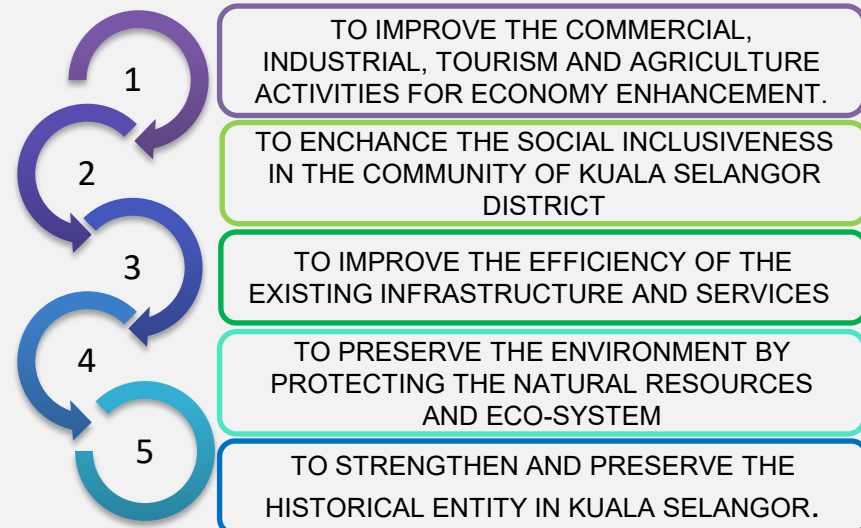 1
TO IMPROVE THE COMMERCIAL,
INDUSTRIAL, TOURISM AND AGRICULTURE
ACTIVITIES FOR ECONOMY ENHANCEMENT.
2
TO ENCHANCE THE SOCIAL INCLUSIVENESS
IN THE COMMUNITY OF KUALA SELANGOR
DISTRICT
3
TO IMPROVE THE EFFICIENCY OF THE
EXISTING INFRASTRUCTURE AND SERVICES
4
TO PRESERVE THE ENVIRONMENT BY
PROTECTING THE NATURAL RESOURCES
AND ECO-SYSTEM
5
TO STRENGTHEN AND PRESERVE THE
HISTORICAL ENTITY IN KUALA SELANGOR.